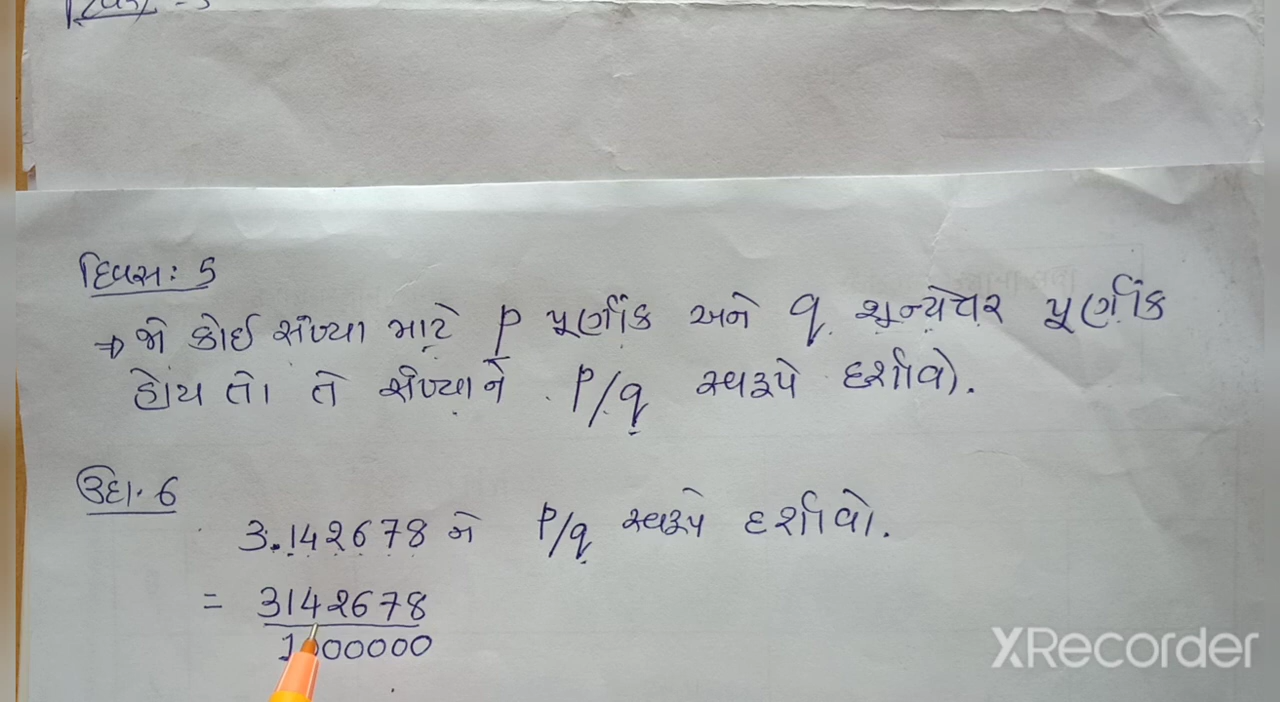 દિવસ: 5
→ જો કોઈ સંખ્યા માટે p પૂર્ણાંક અને q શૂન્યેત્તર પૂર્ણાંક
હોય તો તે સંખ્યાને p/q સ્વરૂપે દર્શાવો.
ઉદા. 6
3.142678 ને p/q સ્વરૂપે દર્શાવો.
= 3142678
1000000
XRecorder